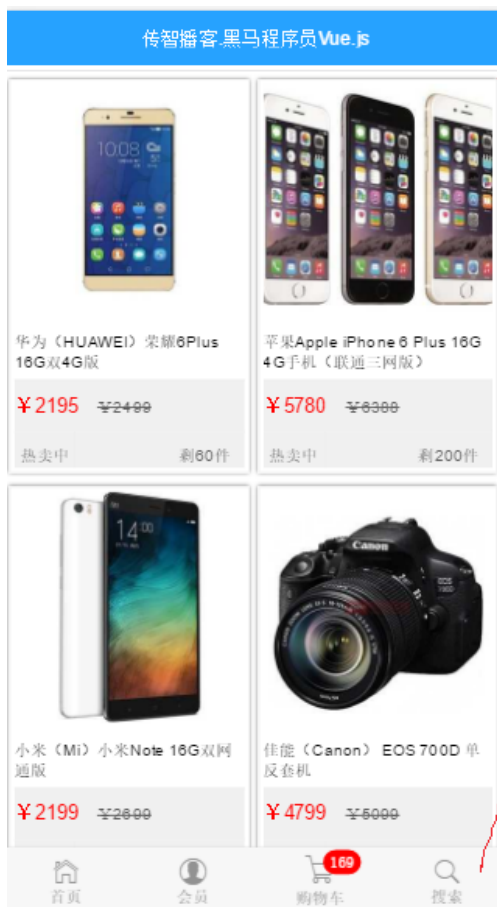 传智播客.黑马程序员Vue.js
华为（HUAWEI）荣耀6Plus
16G双4G版
￥2195 ￥2499
热卖中 剩60件
苹果Apple iPhone 6 Plus 16G
4G手机（联通三网版）
￥5780 ￥6388
热卖中 剩200件
小米（Mi）小米Note 16G双网
通版
￥2199 ￥2699
Canon
佳能（Canon） EOS 700D 单
反套机
￥4799 ￥5099
首页
会员
169
购物车
搜索